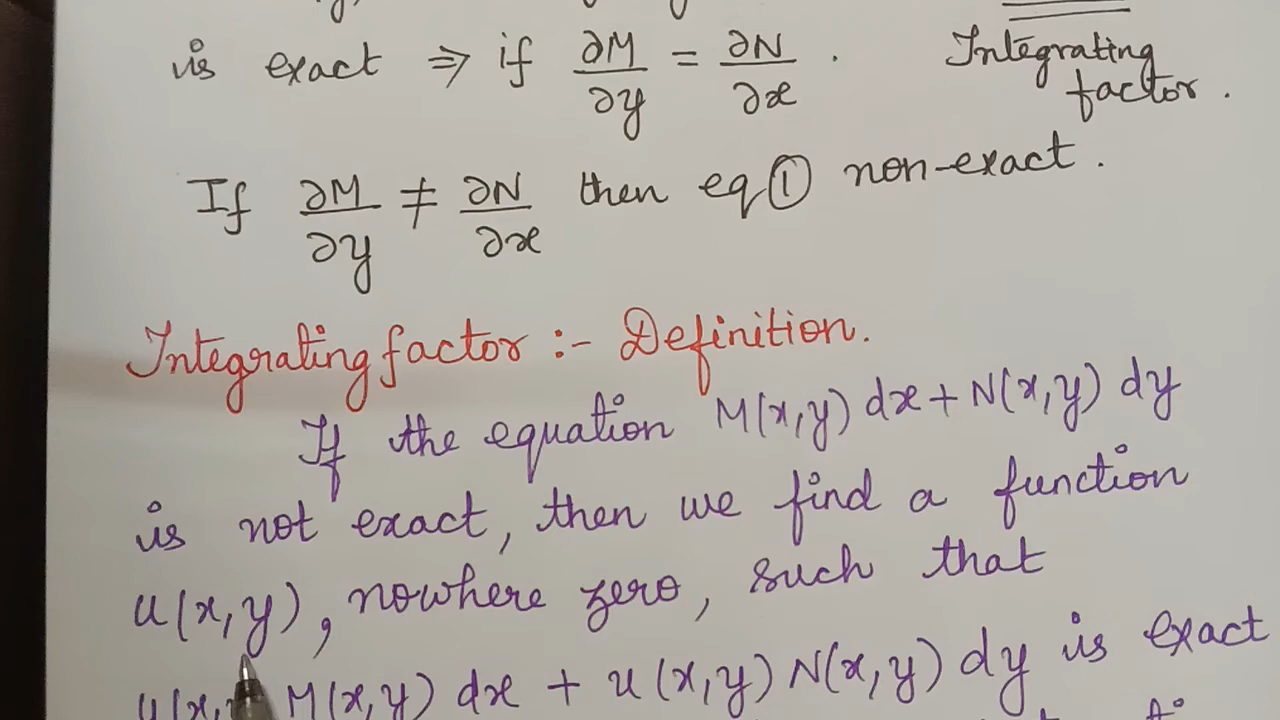 is exact ⇒ if ∂M/∂y = ∂N/∂x . Integrating factor.
If ∂M/∂y ≠ ∂N/∂x then eq ① non-exact.
Integrating factor :- Definition.
If the equation M(x,y) dx + N(x,y) dy
is not exact, then we find a function
u(x,y), nowhere zero, such that
u(x, M(x,y) dx + u(x,y) N(x,y) dy is exact